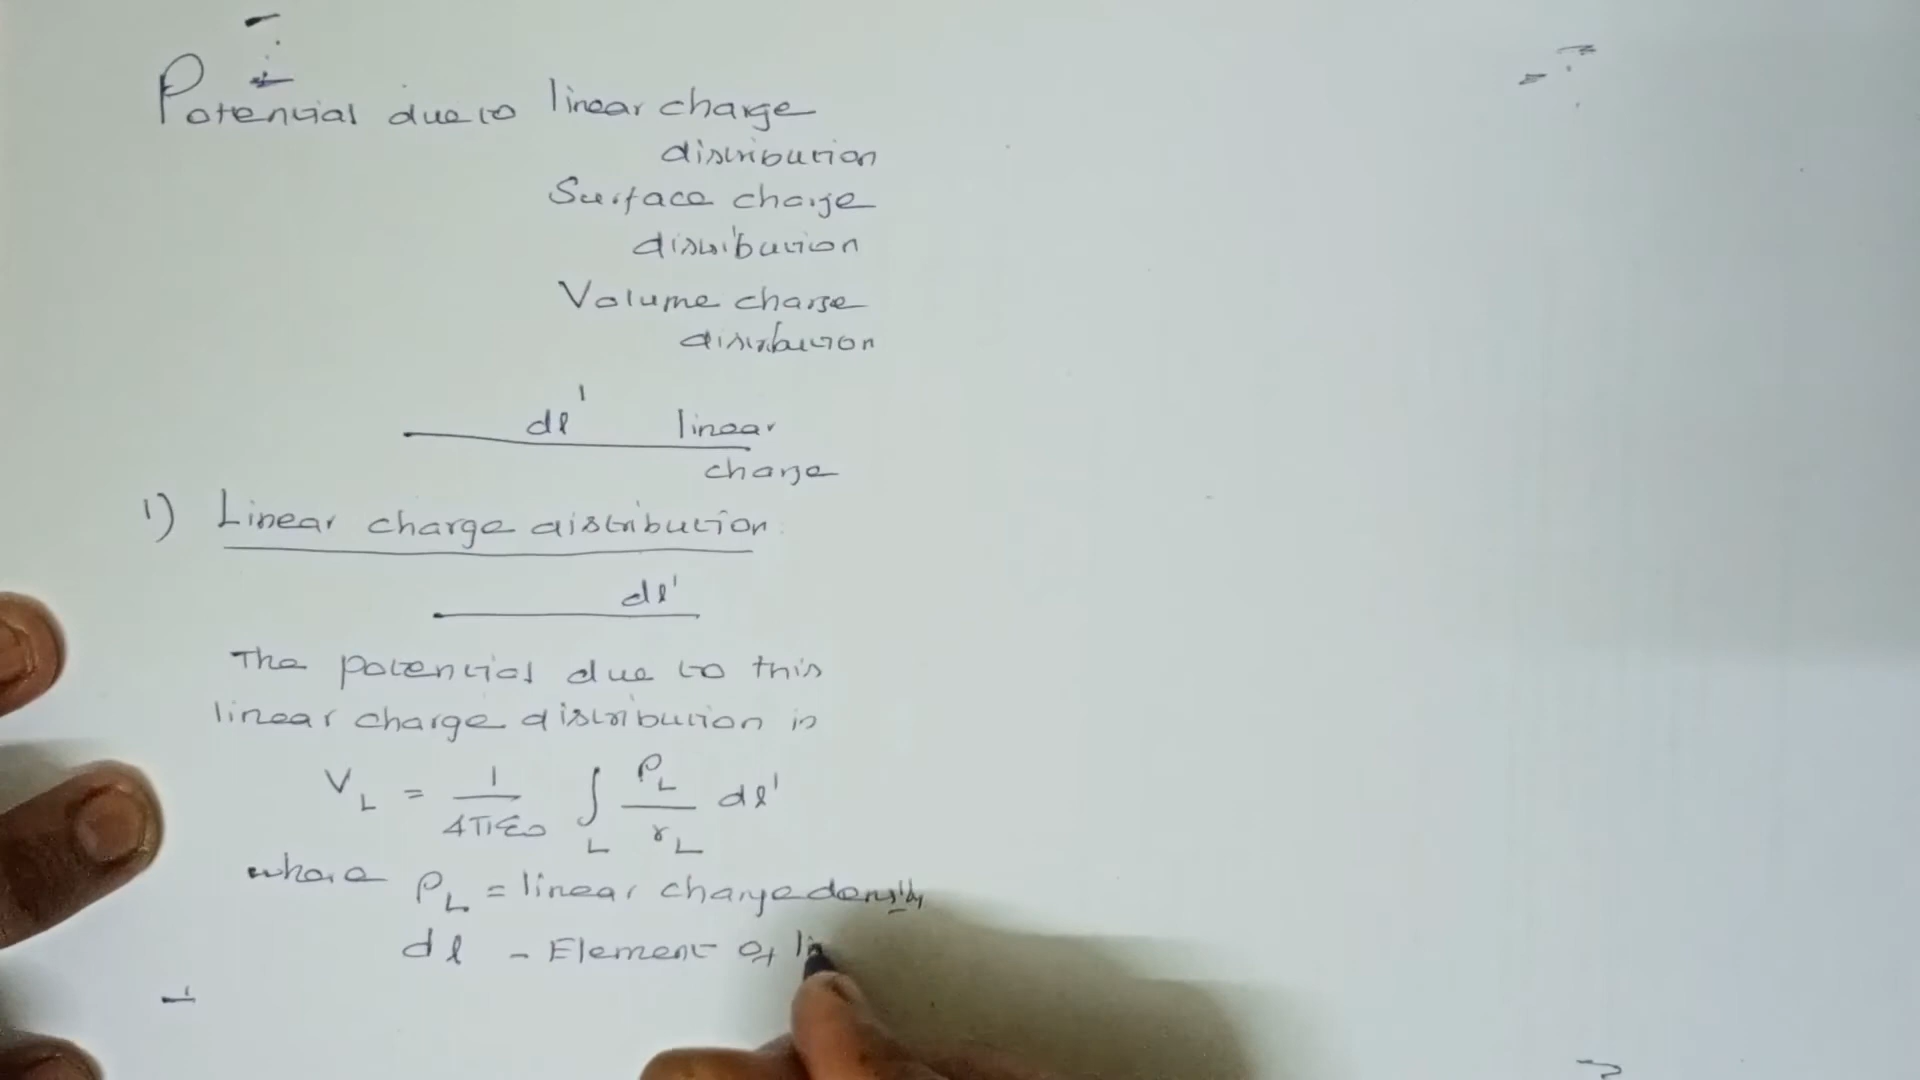 Potential due to linear charge
distribution
Surface charge
distribution
Volume charge
distribution
dl' linear
charge
1) Linear charge distribution
dl'
The potential due to this
linear charge distribution is
V_L = 1/4πε0 ∫_L ρ_L/r_L dl'
where ρ_L = linear charge density
dl - Element of li